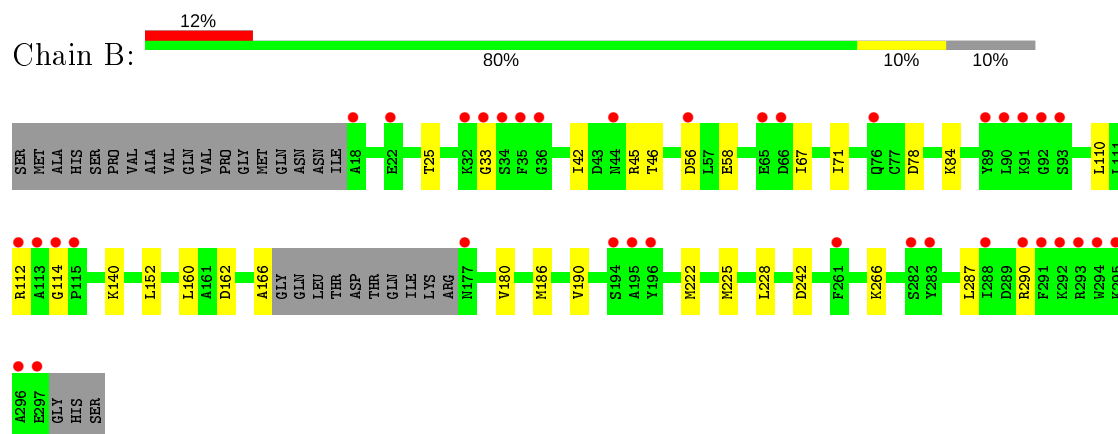 12%
Chain B:
80% 10% 10%
SER MET ALA HIS SER PRO VAL ALA VAL GLN VAL PRO GLY MET GLN ASN ASN ILE A18 E22 T25 K32 G33 S34 F35 G36 I42 D43 N44 R45 T46 D56 L57 E58 E65 D66 I67 I71 Q76 C77 D78 K84 Y89 L90 K91 G92 S93 L110 L111
R112 A113 G114 P115 K140 L152 L160 A161 D162 A166 GLY GLN LEU THR ASP THR GLN ILE LYS ARG N177 V180 M186 V190 S194 A195 Y196 M222 M225 L228 D242 F261 K266 S282 Y283 L287 I288 D289 R290 F291 K292 R293 W294 K295
A296 E297 GLY HIS SER